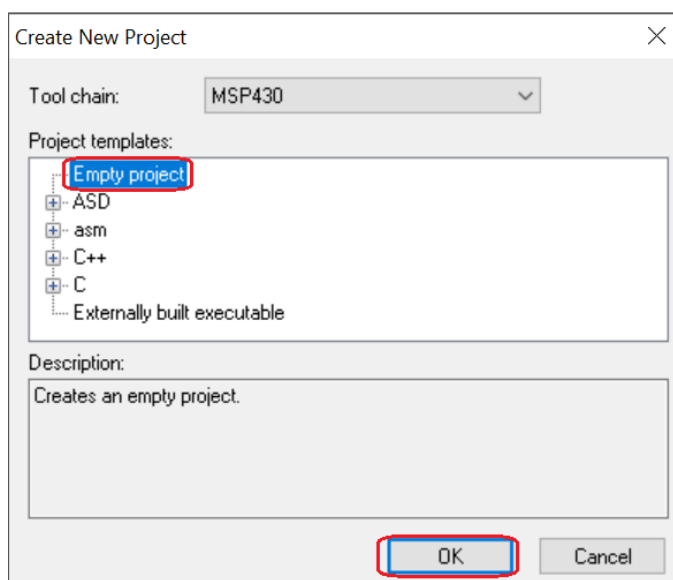 Create New Project
Tool chain: MSP430
Project templates:
Empty project
ASD
asm
C++
C
Externally built executable
Description:
Creates an empty project.
OK Cancel